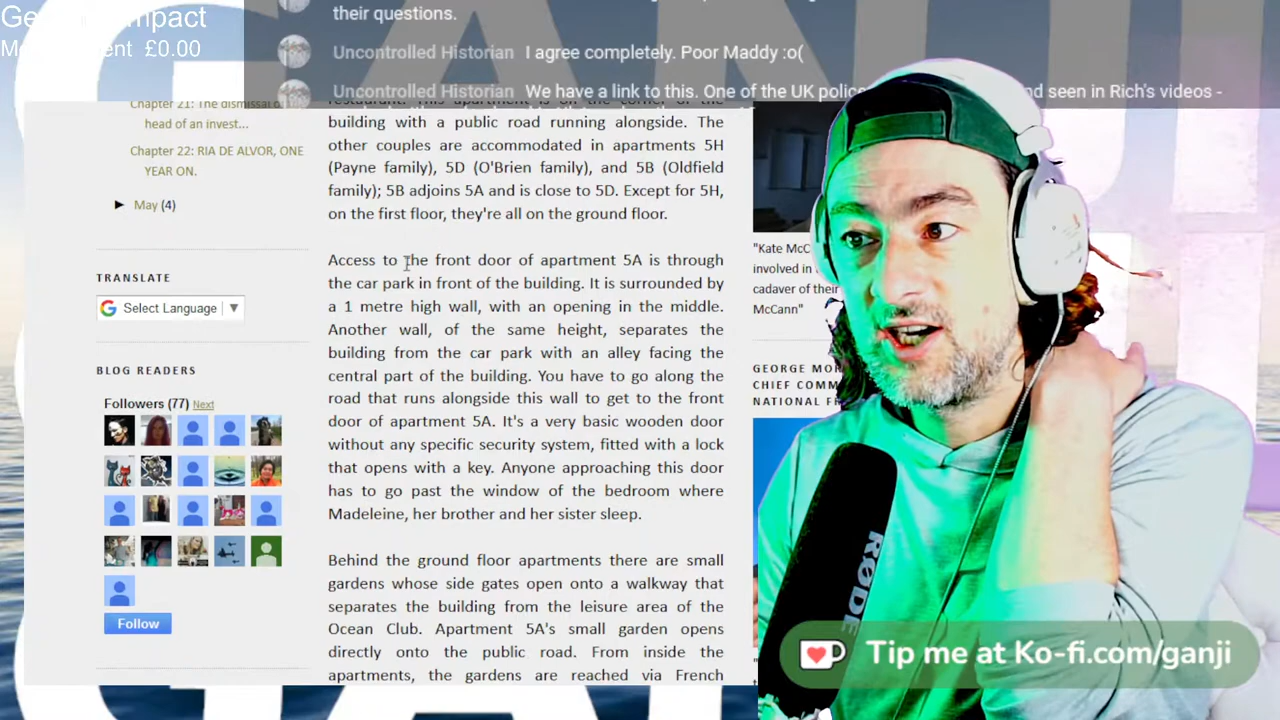 their questions.
Uncontrolled Historian I agree completely. Poor Maddy :o(
Uncontrolled Historian We have a link to this. One of the UK police nd seen in Rich's videos -
£0.00
Chapter 21: The dismissal o
head of an invest...
Chapter 22: RIA DE ALVOR, ONE
YEAR ON.
► May (4)
TRANSLATE
Select Language ▼
BLOG READERS
Followers (77) Next
Follow
building with a public road running alongside. The
other couples are accommodated in apartments 5H
(Payne family), 5D (O'Brien family), and 5B (Oldfield
family); 5B adjoins 5A and is close to 5D. Except for 5H,
on the first floor, they're all on the ground floor.
Access to the front door of apartment 5A is through
the car park in front of the building. It is surrounded by
a 1 metre high wall, with an opening in the middle.
Another wall, of the same height, separates the
building from the car park with an alley facing the
central part of the building. You have to go along the
road that runs alongside this wall to get to the front
door of apartment 5A. It's a very basic wooden door
without any specific security system, fitted with a lock
that opens with a key. Anyone approaching this door
has to go past the window of the bedroom where
Madeleine, her brother and her sister sleep.
Behind the ground floor apartments there are small
gardens whose side gates open onto a walkway that
separates the building from the leisure area of the
Ocean Club. Apartment 5A's small garden opens
directly onto the public road. From inside the
apartments, the gardens are reached via French
"Kate McC
involved in
cadaver of their
McCann"
GEORGE MO
CHIEF COMM
NATIONAL F
RØDE
Tip me at Ko-fi.com/ganji